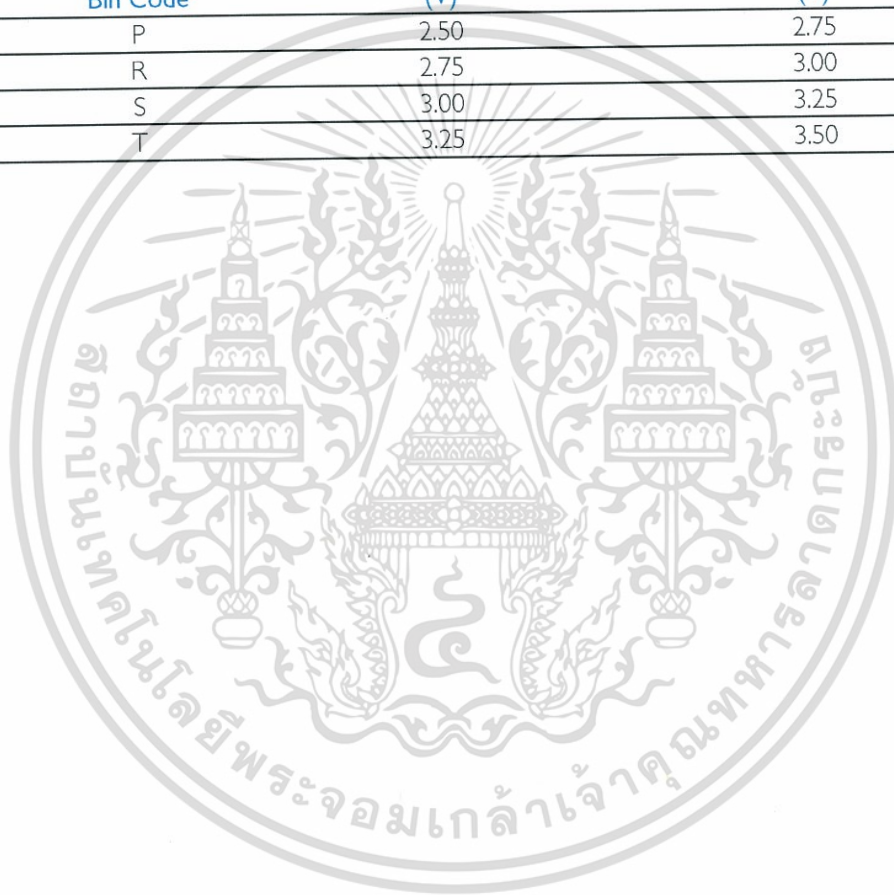 Bin Code (V) (V)
P 2.50 2.75
R 2.75 3.00
S 3.00 3.25
T 3.25 3.50
สถาบันเทคโนโลยีพระจอมเกล้าเจ้าคุณทหารลาดกระบัง